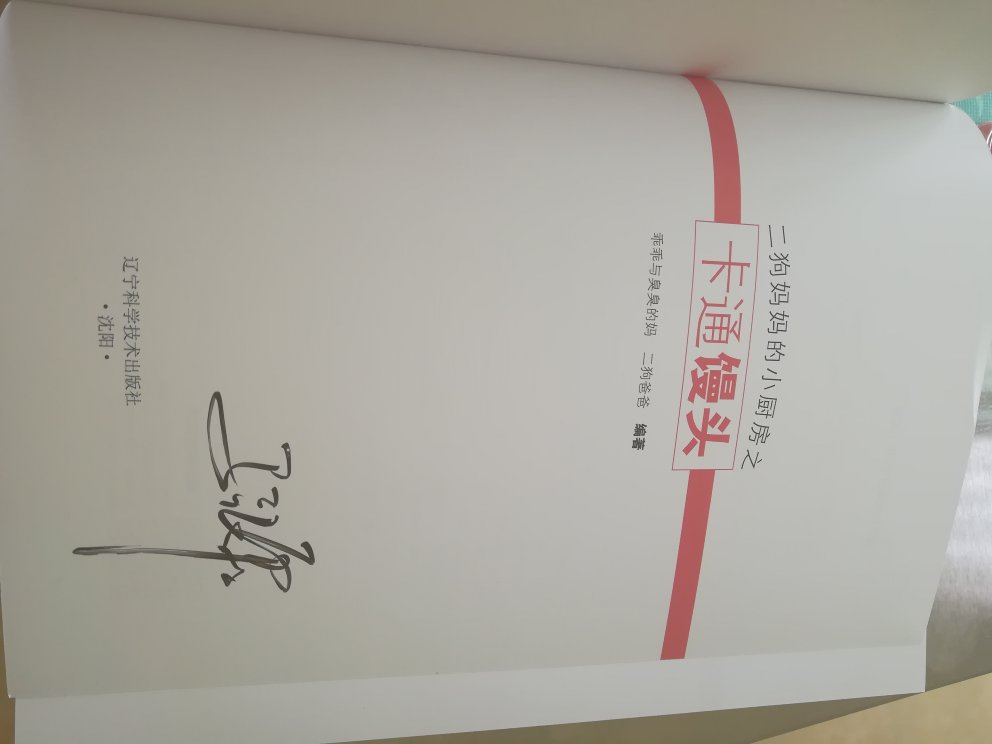 二狗妈妈的小厨房之
卡通馒头
乖乖与臭臭的妈 二狗爸爸 编著
辽宁科学技术出版社
·沈阳·